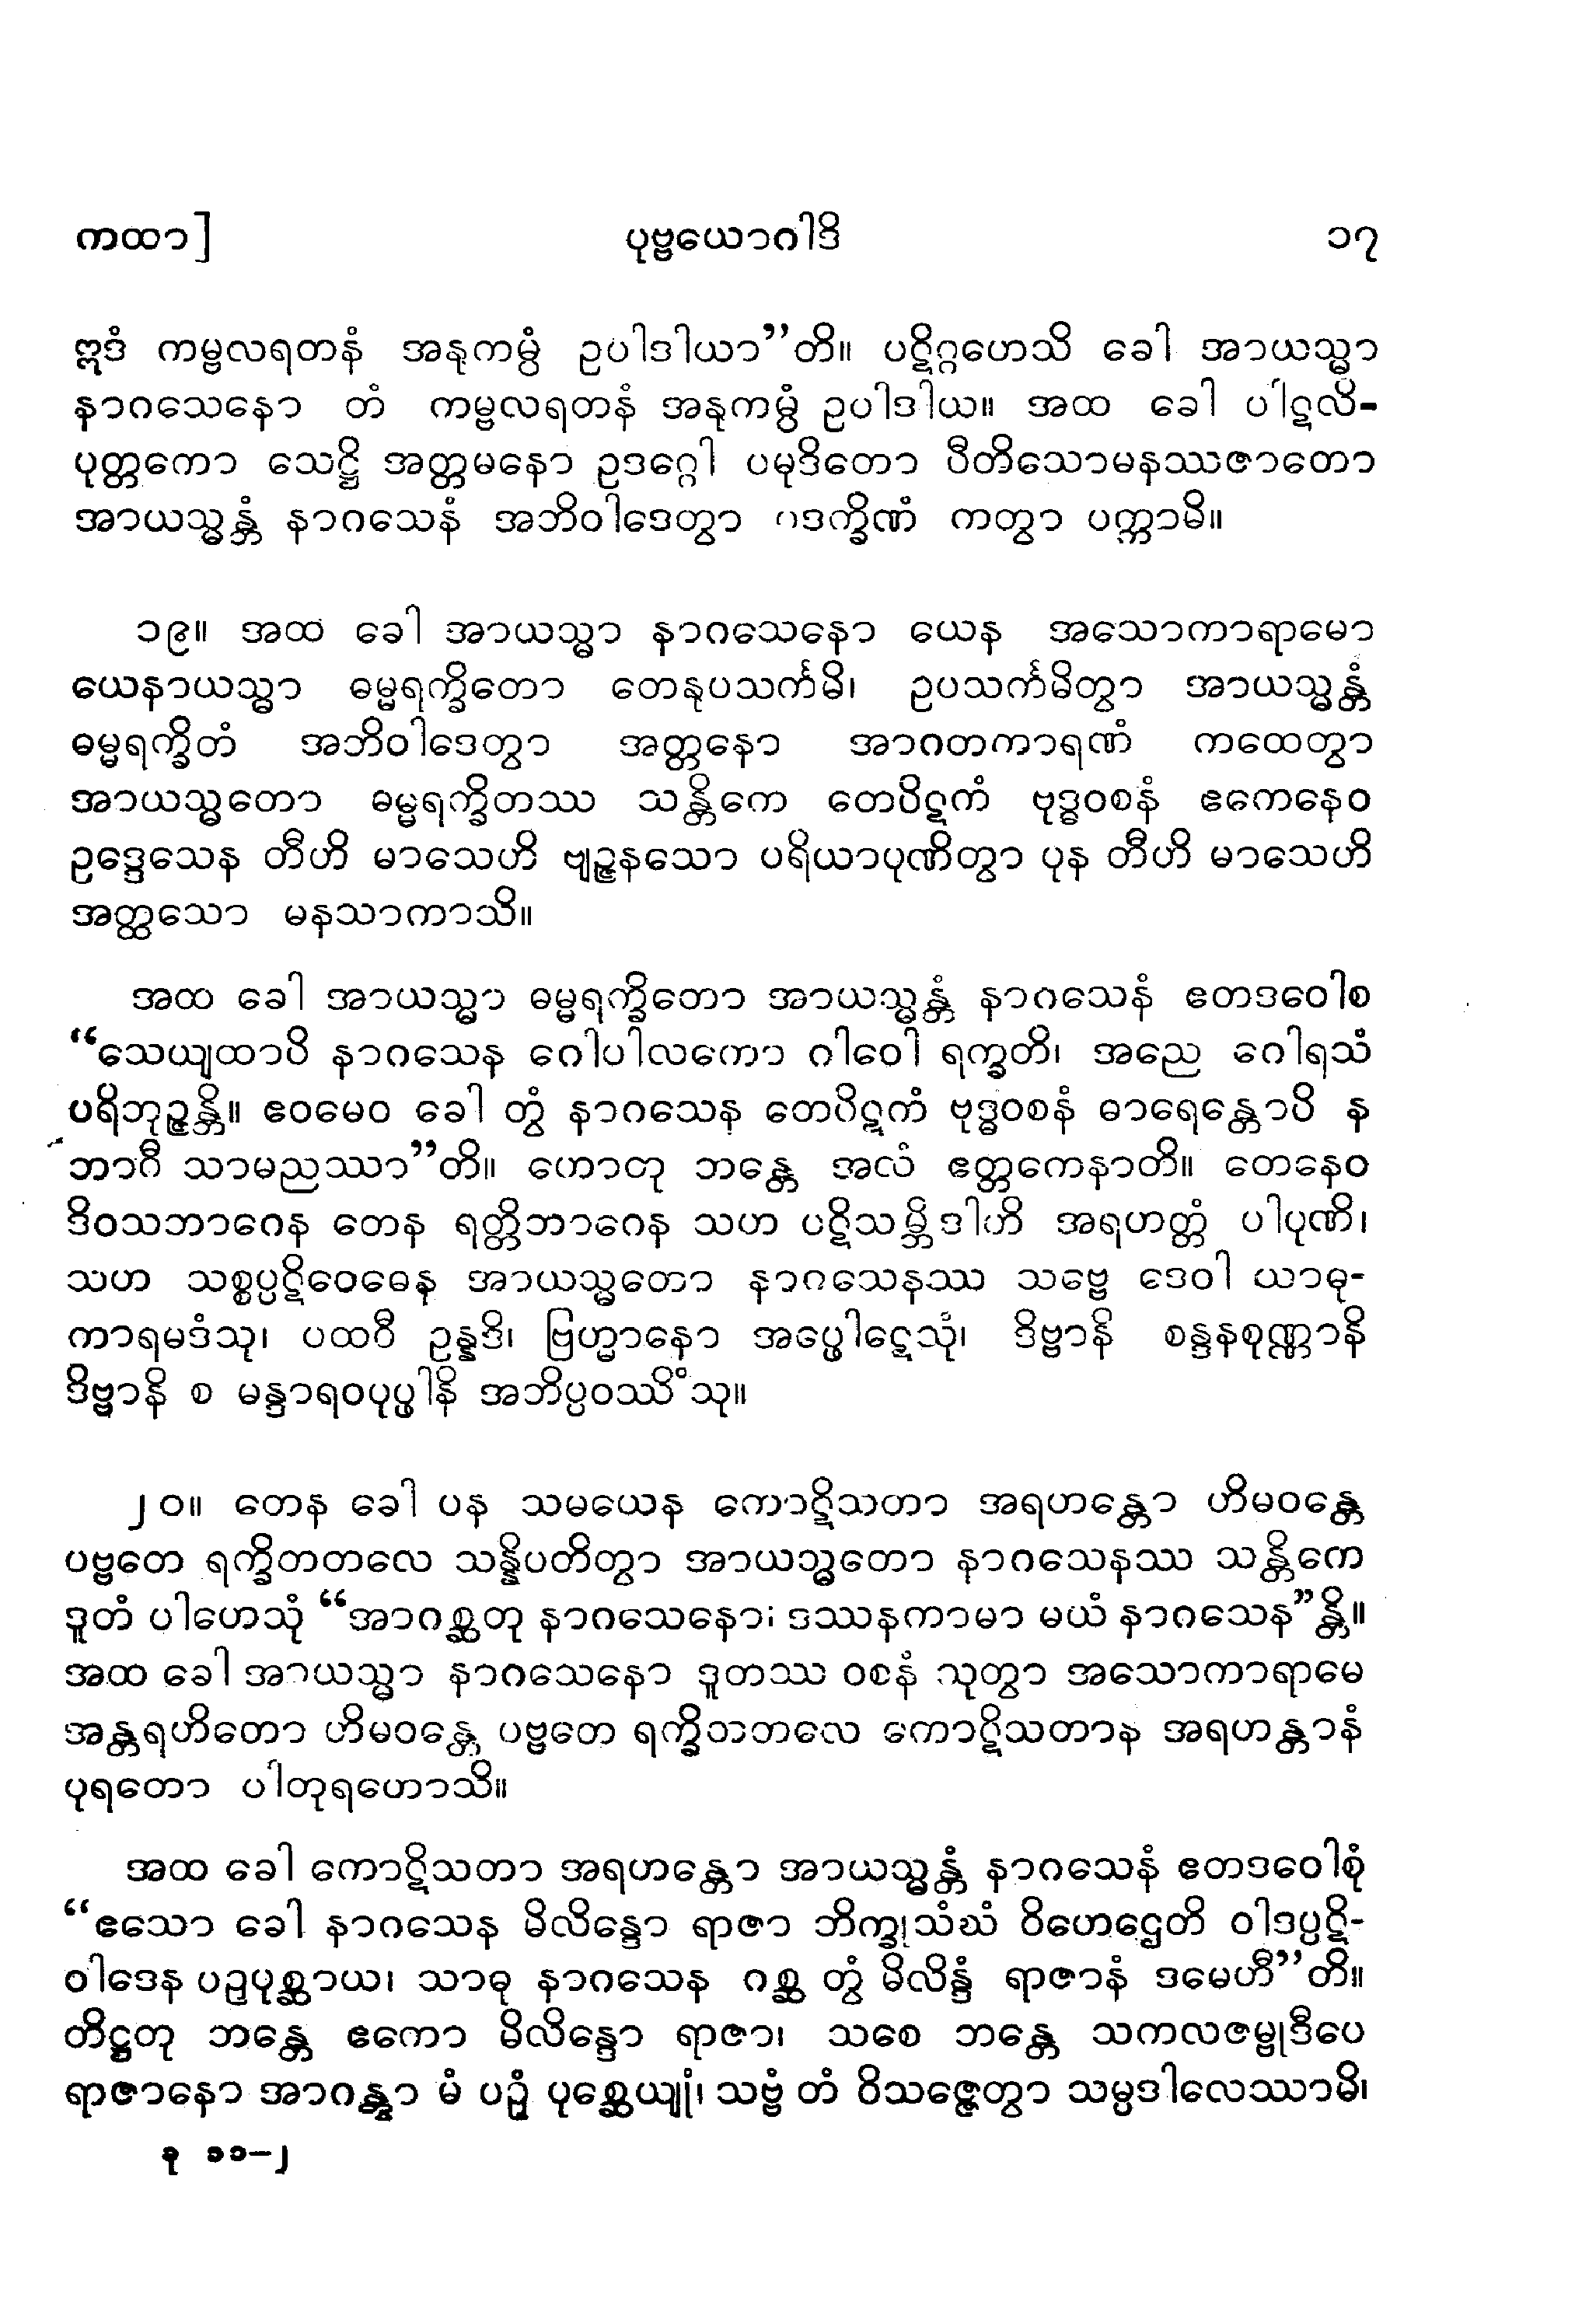 ကထာ]
ပုဗ္ဗယောဂါဒိ
၁၇
ဣဒံ ကမ္ဗလရတနံ အနုကမ္ပံ ဥပါဒါယာ”တိ။ ပဋိဂ္ဂဟေသိ ခေါ အာယသ္မာ
နာဂသေနော တံ ကမ္ဗလရတနံ အနုကမ္ပံ ဥပါဒါယ။ အထ ခေါ ပါဋလိ-
ပုတ္တကော သေဋ္ဌိ အတ္တမနော ဥဒဂ္ဂေါ ပမုဒိတော ပီတိသောမနဿဇာတော
အာယသ္မန္တံ နာဂသေနံ အဘိဝါဒေတွာ ပဒက္ခိဏံ ကတွာ ပက္ကာမိ။
၁၉။ အထ ခေါ အာယသ္မာ နာဂသေနော ယေန အသောကာရာမော
ယေနာယသ္မာ ဓမ္မရက္ခိတော တေနုပသင်္ကမိ၊ ဥပသင်္ကမိတွာ အာယသ္မန္တံ
ဓမ္မရက္ခိတံ အဘိဝါဒေတွာ အတ္တနော အာဂတကာရဏံ ကထေတွာ
အာယသ္မတော ဓမ္မရက္ခိတဿ သန္တိကေ တေပိဋကံ ဗုဒ္ဓဝစနံ ဧကေနေဝ
ဥဒ္ဒေသေန တီဟိ မာသေဟိ ဗျဉ္ဇနသော ပရိယာပုဏိတွာ ပုန တီဟိ မာသေဟိ
အတ္ထသော မနသာကာသိ။
အထ ခေါ အာယသ္မာ ဓမ္မရက္ခိတော အာယသ္မန္တံ နာဂသေနံ ဧတဒဝေါစ
“သေယျထာပိ နာဂသေန ဂေါပါလကော ဂါဝေါ ရက္ခတိ၊ အညေ ဂေါရသံ
ပရိဘုဉ္ဇန္တိ။ ဧဝမေဝ ခေါ တွံ နာဂသေန တေပိဋကံ ဗုဒ္ဓဝစနံ ဓာရေန္တောပိ န
ဘာဂီ သာမညဿာ”တိ။ ဟောတု ဘန္တေ အလံ ဧတ္တကေနာတိ။ တေနေဝ
ဒိဝသဘာဂေန တေန ရတ္တိဘာဂေန သဟ ပဋိသမ္ဘိဒါဟိ အရဟတ္တံ ပါပုဏိ၊
သဟ သစ္စပ္ပဋိဝေဓေန အာယသ္မတော နာဂသေနဿ သဗ္ဗေ ဒေဝါ ယာဓု-
ကာရမဒံသု၊ ပထဝီ ဥန္နဒိ၊ ဗြဟ္မာနော အပ္ဖေါဋေသုံ၊ ဒိဗ္ဗာနိ စန္ဒနစုဏ္ဏာနိ
ဒိဗ္ဗာနိ စ မန္ဒာရဝပုပ္ဖါနိ အဘိပ္ပဝဿိံသု။
၂၀။ တေန ခေါ ပန သမယေန ကောဋိသတာ အရဟန္တော ဟိမဝန္တေ
ပဗ္ဗတေ ရက္ခိတတလေ သန္နိပတိတွာ အာယသ္မတော နာဂသေနဿ သန္တိကေ
ဒူတံ ပါဟေသုံ “အာဂစ္ဆတု နာဂသေနော၊ ဒဿနကာမာ မယံ နာဂသေန”န္တိ။
အထ ခေါ အာယသ္မာ နာဂသေနော ဒူတဿ ဝစနံ သုတွာ အသောကာရာမေ
အန္တရဟိတော ဟိမဝန္တေ ပဗ္ဗတေ ရက္ခိတတလေ ကောဋိသတာန အရဟန္တာနံ
ပုရတော ပါတုရဟောသိ။
အထ ခေါ ကောဋိသတာ အရဟန္တော အာယသ္မန္တံ နာဂသေနံ ဧတဒဝေါစုံ
“ဧသော ခေါ နာဂသေန မိလိန္ဒော ရာဇာ ဘိက္ခုသံဃံ ဝိဟေဌေတိ ဝါဒပ္ပဋိ-
ဝါဒေန ပဉှပုစ္ဆာယ၊ သာဓု နာဂသေန ဂစ္ဆ တွံ မိလိန္ဒံ ရာဇာနံ ဒမေဟီ”တိ။
တိဋ္ဌတု ဘန္တေ ဧကော မိလိန္ဒော ရာဇာ၊ သစေ ဘန္တေ သကလဇမ္ဗုဒီပေ
ရာဇာနော အာဂန္တွာ မံ ပဉှံ ပုစ္ဆေယျုံ၊ သဗ္ဗံ တံ ဝိသဇ္ဇေတွာ သမ္ပဒါလေဿာမိ၊
ခု ၁၁-၂